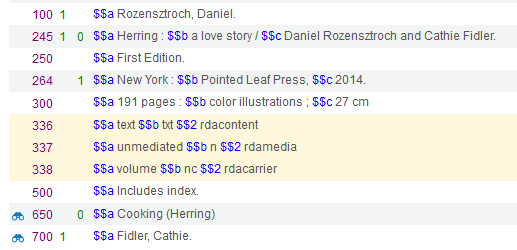 100 1 $$a Rozensztroch, Daniel.
245 1 0 $$a Herring : $$b a love story / $$c Daniel Rozensztroch and Cathie Fidler.
250 $$a First Edition.
264 1 $$a New York : $$b Pointed Leaf Press, $$c 2014.
300 $$a 191 pages : $$b color illustrations ; $$c 27 cm
336 $$a text $$b txt $$2 rdacontent
337 $$a unmediated $$b n $$2 rdamedia
338 $$a volume $$b nc $$2 rdacarrier
500 $$a Includes index.
650 0 $$a Cooking (Herring)
700 1 $$a Fidler, Cathie.